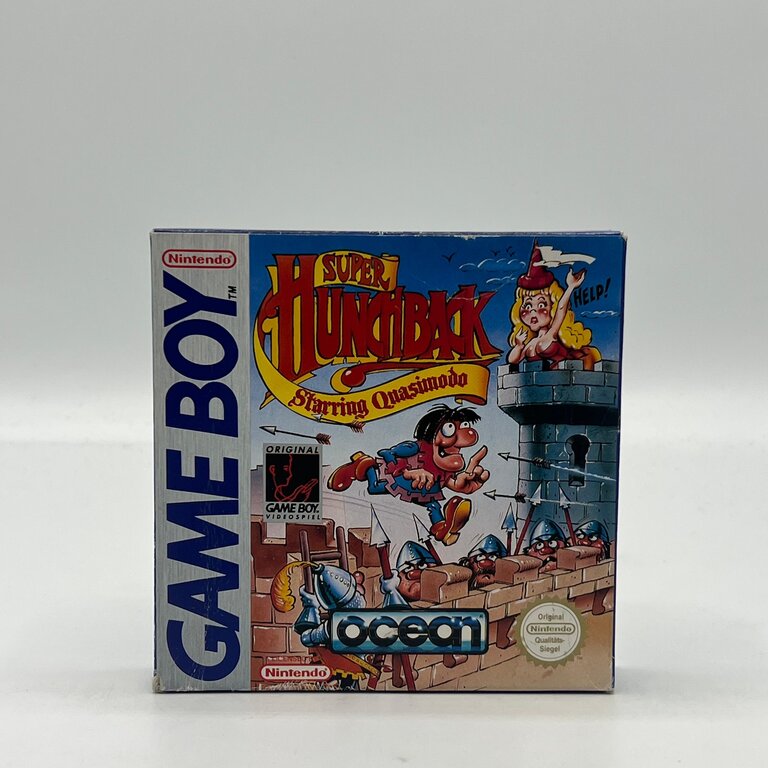 Nintendo
GAME BOY™
SUPER
HUNCHBACK
Starring Quasimodo
HELP!
ORIGINAL
GAME BOY
VIDEOSPIEL
ocean
Nintendo
Original
Nintendo
Qualitäts-
Siegel